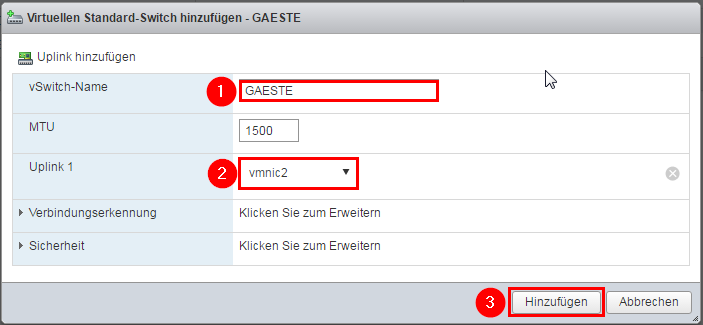 Virtuellen Standard-Switch hinzufügen - GAESTE
Uplink hinzufügen
vSwitch-Name
1
GAESTE
MTU
1500
Uplink 1
2
vmnic2
Verbindungserkennung
Klicken Sie zum Erweitern
Sicherheit
Klicken Sie zum Erweitern
3
Hinzufügen
Abbrechen